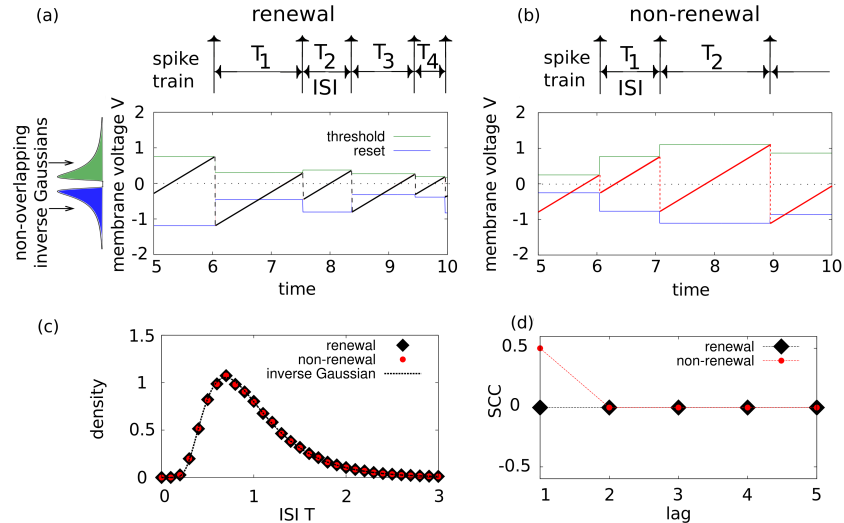 (a)
renewal
spike
train
T1
T2
T3
T4
ISI
non-overlapping
inverse Gaussians
membrane voltage V
2
1
0
-1
-2
threshold
reset
5
6
7
8
9
10
time
(b)
non-renewal
spike
train
T1
T2
ISI
membrane voltage V
2
1
0
-1
-2
5
6
7
8
9
10
time
(c)
density
1.5
1
0.5
0
renewal
non-renewal
inverse Gaussian
0
1
2
3
ISI T
(d)
SCC
0.5
0
-0.5
renewal
non-renewal
1
2
3
4
5
lag